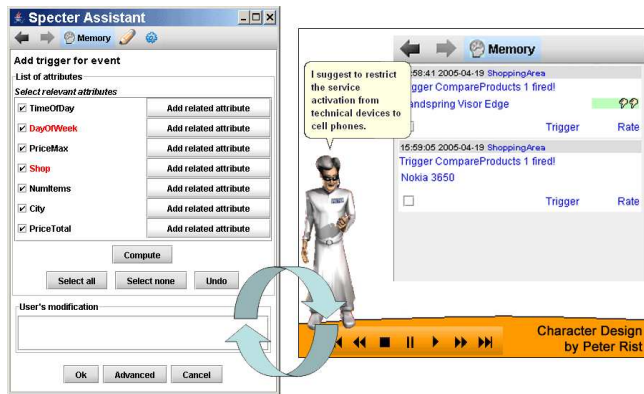 Specter Assistant
Memory
Add trigger for event
List of attributes
Select relevant attributes
TimeOfDay Add related attribute
DayOfWeek Add related attribute
PriceMax Add related attribute
Shop Add related attribute
NumItems Add related attribute
City Add related attribute
PriceTotal Add related attribute
Compute
Select all Select none Undo
User's modification
Ok Advanced Cancel
Memory
I suggest to restrict
the service
activation from
technical devices to
cell phones.
:58:41 2005-04-19 ShoppingArea
gger CompareProducts 1 fired!
andspring Visor Edge
Trigger Rate
15:59:05 2005-04-19 ShoppingArea
Trigger CompareProducts 1 fired!
Nokia 3650
Trigger Rate
Character Design
by Peter Rist